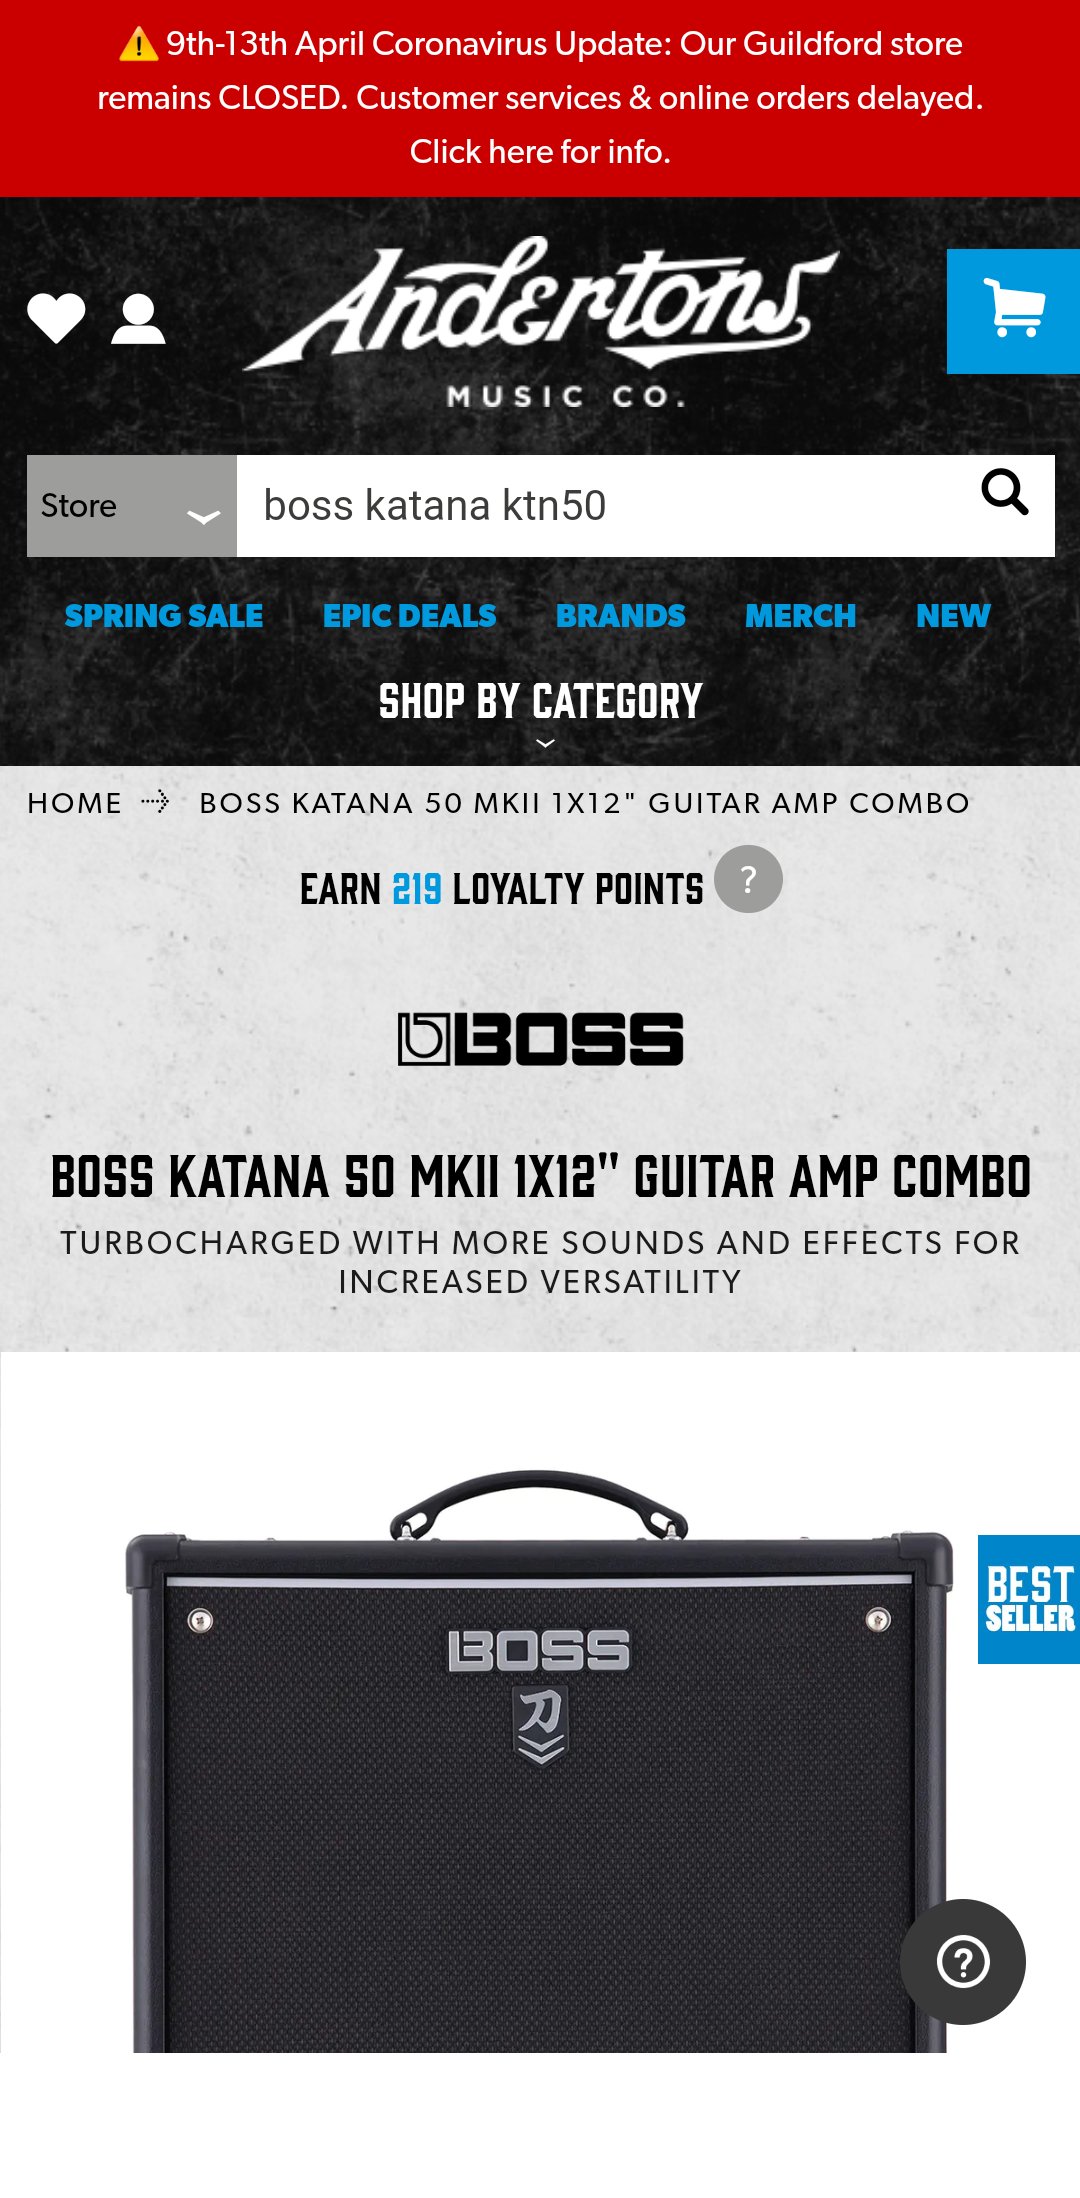 ⚠️ 9th-13th April Coronavirus Update: Our Guildford store
remains CLOSED. Customer services & online orders delayed.
Click here for info.
Andertons
MUSIC CO.
Store
boss katana ktn50
SPRING SALE EPIC DEALS BRANDS MERCH NEW
SHOP BY CATEGORY
HOME BOSS KATANA 50 MKII 1X12" GUITAR AMP COMBO
EARN 219 LOYALTY POINTS ?
BOSS
BOSS KATANA 50 MKII 1X12" GUITAR AMP COMBO
TURBOCHARGED WITH MORE SOUNDS AND EFFECTS FOR
INCREASED VERSATILITY
BEST
SELLER
BOSS
刀
?